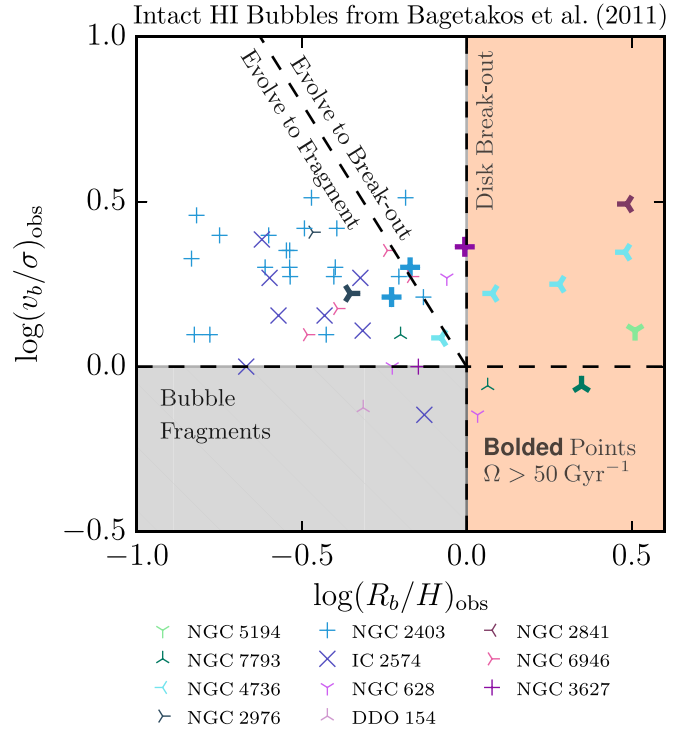 Intact HI Bubbles from Bagetakos et al. (2011)
1.0
0.5
0.0
−0.5
log(v_b/σ)_obs
Evolve to Break-out
Evolve to Fragment
Disk Break-out
Bubble
Fragments
Bolded Points
Ω > 50 Gyr⁻¹
−1.0 −0.5 0.0 0.5
log(R_b/H)_obs
NGC 5194 NGC 2403 NGC 2841
NGC 7793 IC 2574 NGC 6946
NGC 4736 NGC 628 NGC 3627
NGC 2976 DDO 154